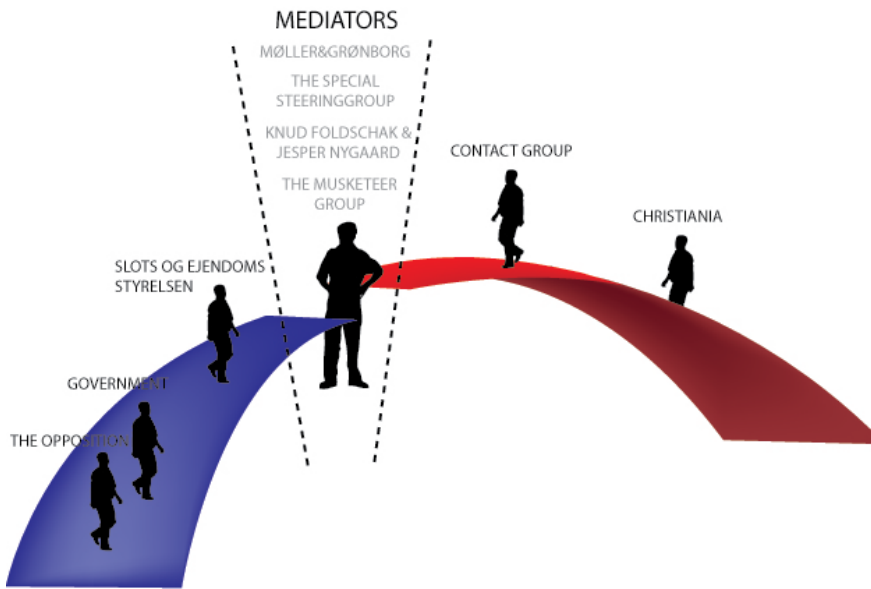 MEDIATORS
MØLLER&GRØNBORG
THE SPECIAL
STEERINGGROUP
KNUD FOLDSCHAK &
JESPER NYGAARD
THE MUSKETEER
GROUP
CONTACT GROUP
CHRISTIANIA
SLOTS OG EJENDOMS
STYRELSEN
GOVERNMENT
THE OPPOSITION